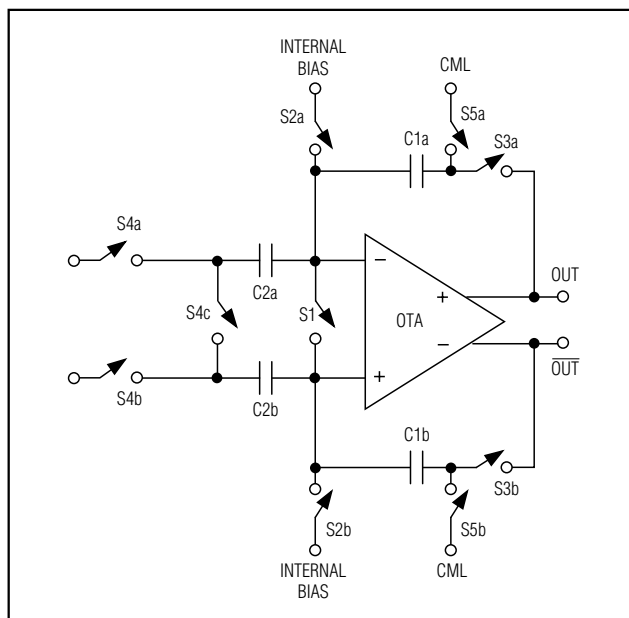 INTERNAL
BIAS
CML
S2a
S5a
C1a
S3a
S4a
C2a
S4c
S1
−
+
OTA
−
+
OUT
OUT
S4b
C2b
C1b
S3b
S2b
S5b
INTERNAL
BIAS
CML